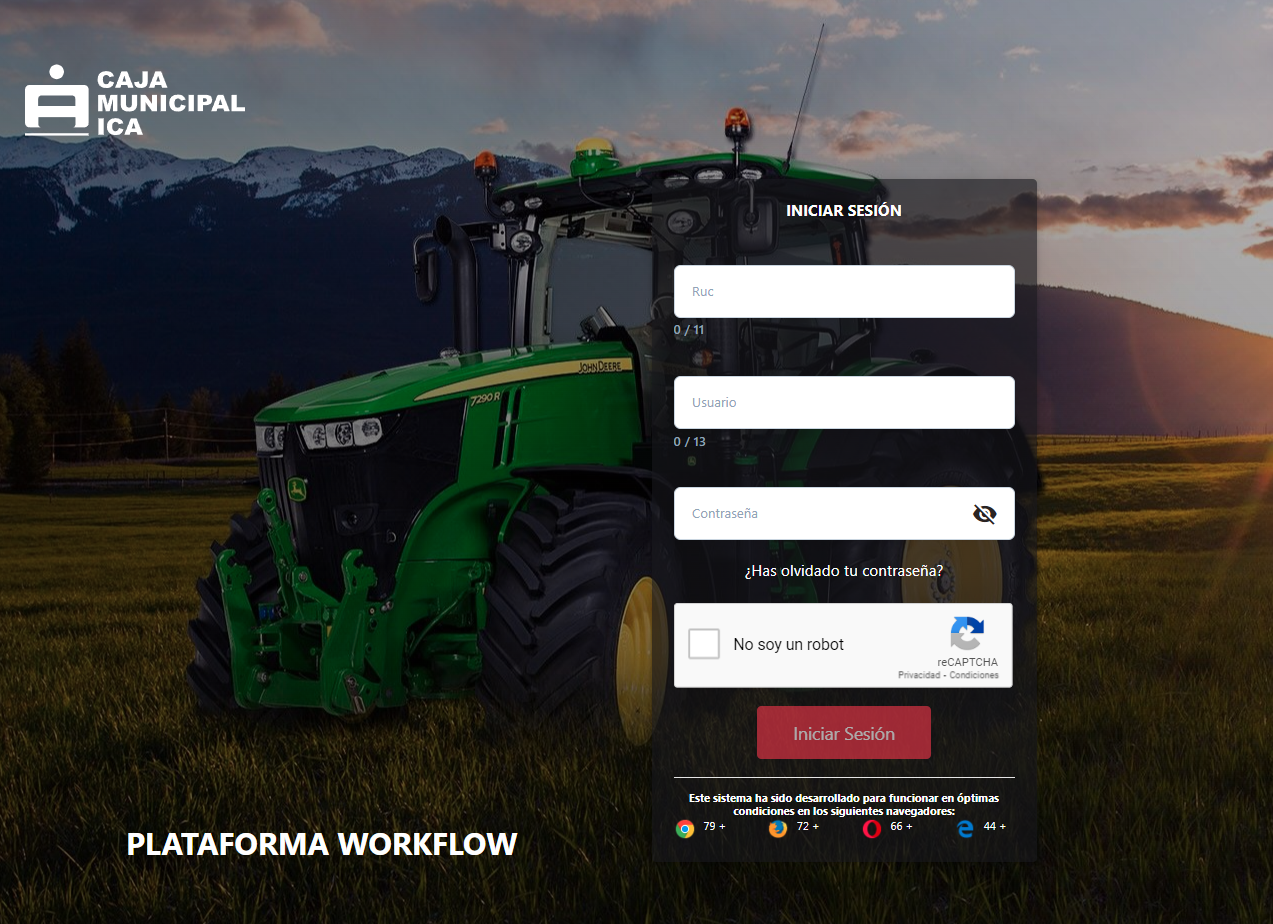 CAJA
MUNICIPAL
ICA
INICIAR SESIÓN
Ruc
0 / 11
JOHN DEERE
7290 R
Usuario
0 / 13
Contraseña
¿Has olvidado tu contraseña?
No soy un robot
reCAPTCHA
Privacidad - Condiciones
Iniciar Sesión
Este sistema ha sido desarrollado para funcionar en óptimas
condiciones en los siguientes navegadores:
79 + 72 + 66 + 44 +
PLATAFORMA WORKFLOW